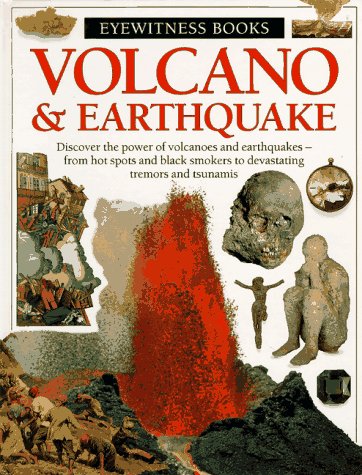 EYEWITNESS BOOKS
VOLCANO
& EARTHQUAKE
Discover the power of volcanoes and earthquakes –
from hot spots and black smokers to devastating
tremors and tsunamis